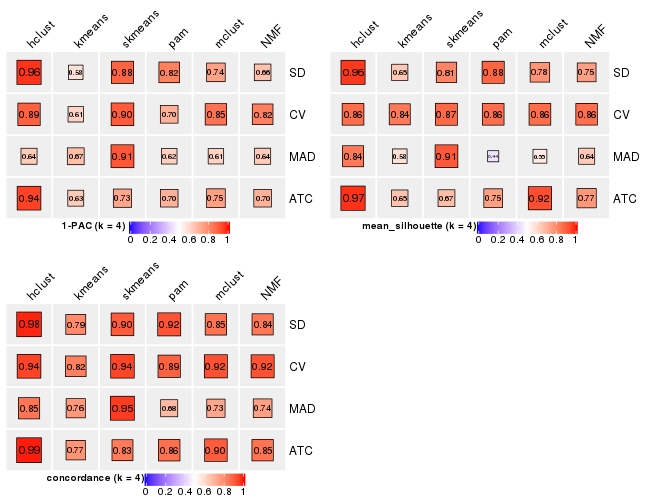 hclust kmeans skmeans pam mclust NMF
0.96 0.58 0.88 0.82 0.74 0.66 SD
0.89 0.61 0.90 0.70 0.85 0.82 CV
0.64 0.67 0.91 0.62 0.61 0.64 MAD
0.94 0.63 0.73 0.70 0.75 0.70 ATC
1-PAC (k = 4)
0 0.2 0.4 0.6 0.8 1
hclust kmeans skmeans pam mclust NMF
0.96 0.65 0.81 0.88 0.78 0.75 SD
0.86 0.84 0.87 0.86 0.86 0.86 CV
0.84 0.58 0.91 0.44 0.55 0.64 MAD
0.97 0.65 0.67 0.75 0.92 0.77 ATC
mean_silhouette (k = 4)
0 0.2 0.4 0.6 0.8 1
hclust kmeans skmeans pam mclust NMF
0.98 0.79 0.90 0.92 0.85 0.84 SD
0.94 0.82 0.94 0.89 0.92 0.92 CV
0.85 0.76 0.95 0.68 0.73 0.74 MAD
0.99 0.77 0.83 0.86 0.90 0.85 ATC
concordance (k = 4)
0 0.2 0.4 0.6 0.8 1